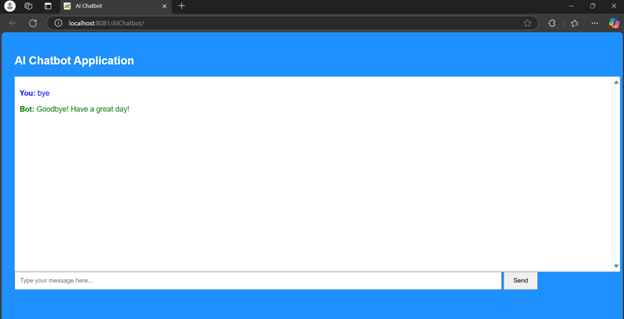 AI Chatbot
localhost:8081/AIChatbot/
AI Chatbot Application
You: bye
Bot: Goodbye! Have a great day!
Type your message here...
Send